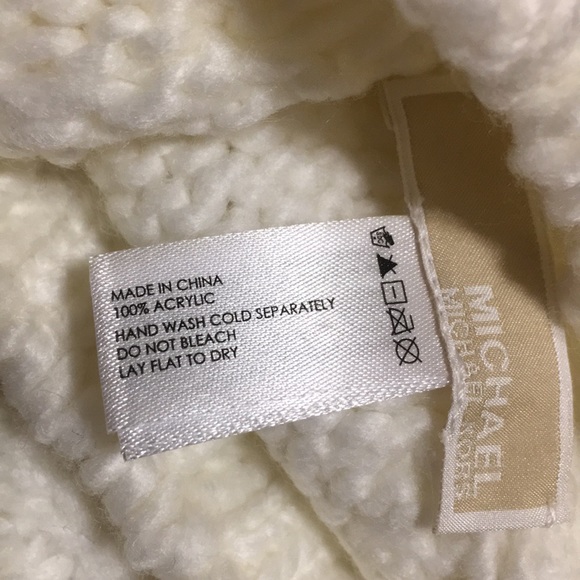 MADE IN CHINA
100% ACRYLIC
HAND WASH COLD SEPARATELY
DO NOT BLEACH
LAY FLAT TO DRY
MICHAEL
MICHAEL KORS